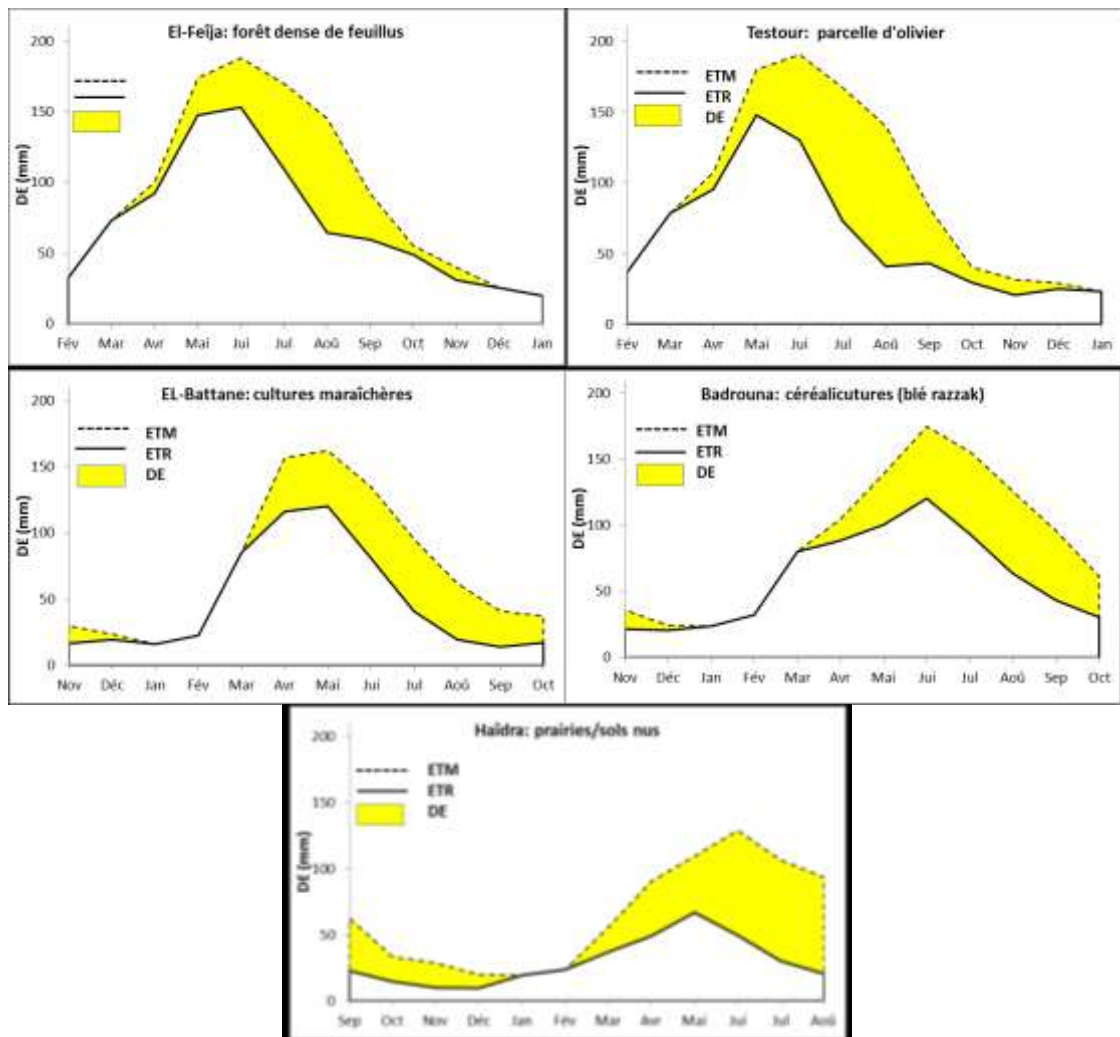 El-Feîja: forêt dense de feuillus
DE (mm)
200
150
100
50
0
Fév Mar Avr Mai Jui Jul Aoû Sep Oct Nov Déc Jan
Testour: parcelle d'olivier
ETM
ETR
DE
DE (mm)
200
150
100
50
0
Fév Mar Avr Mai Jui Jul Aoû Sep Oct Nov Déc Jan
EL-Battane: cultures maraîchères
ETM
ETR
DE
DE (mm)
200
150
100
50
0
Nov Déc Jan Fév Mar Avr Mai Jui Jul Aoû Sep Oct
Badrouna: céréalicutures (blé razzak)
ETM
ETR
DE
DE (mm)
200
150
100
50
0
Nov Déc Jan Fév Mar Avr Mai Jui Jul Aoû Sep Oct
Haîdra: prairies/sols nus
ETM
ETR
DE
DE (mm)
200
150
100
50
0
Sep Oct Nov Déc Jan Fév Mar Avr Mai Jui Jul Aoû